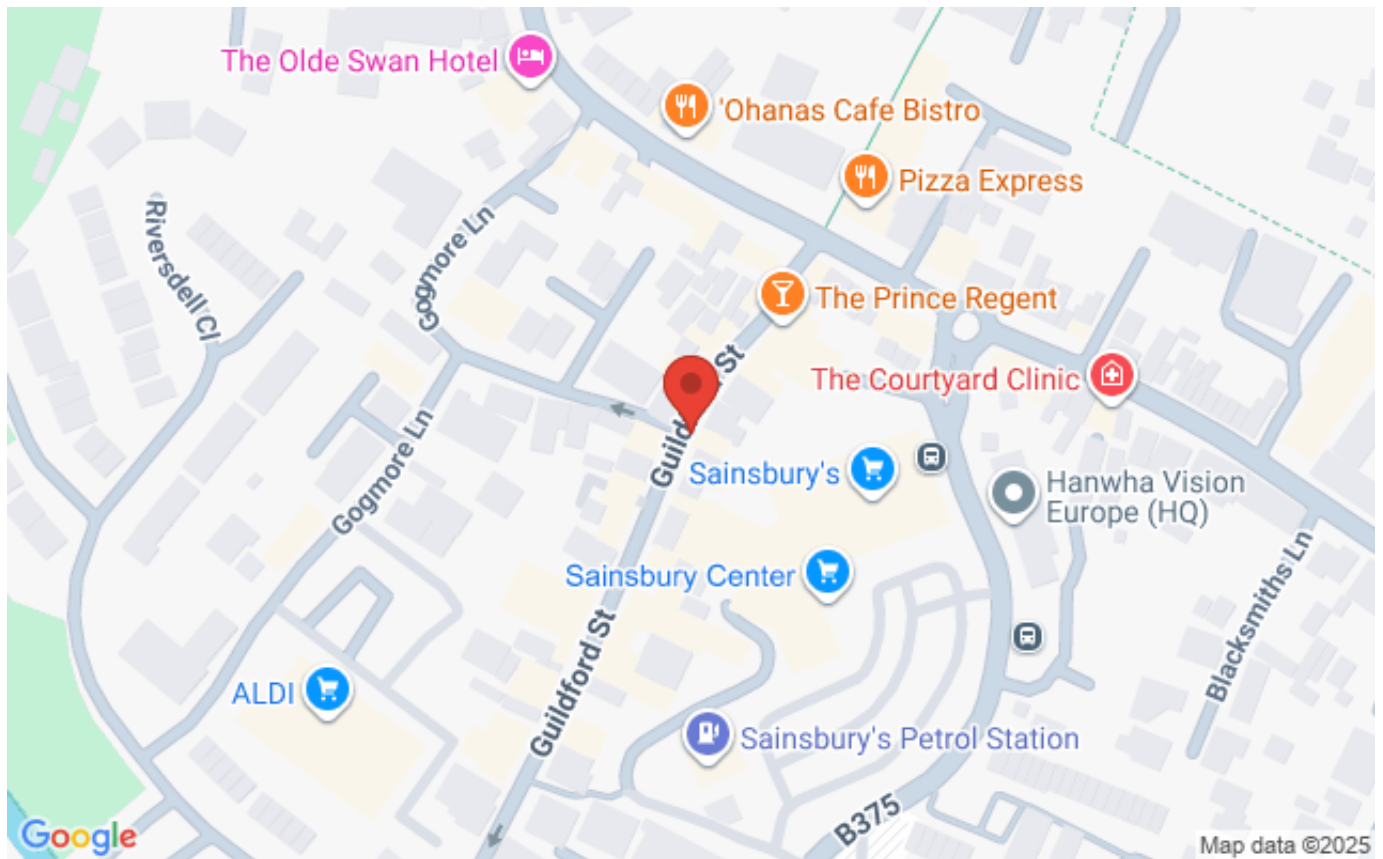 The Olde Swan Hotel
'Ohanas Cafe Bistro
Pizza Express
Riversdell Cl
Gogmore Ln
The Prince Regent
Guildford St
The Courtyard Clinic
Gogmore Ln
Sainsbury's
Hanwha Vision
Europe (HQ)
Sainsbury Center
Blacksmiths Ln
Guildford St
ALDI
Sainsbury's Petrol Station
B375
Google
Map data ©2025